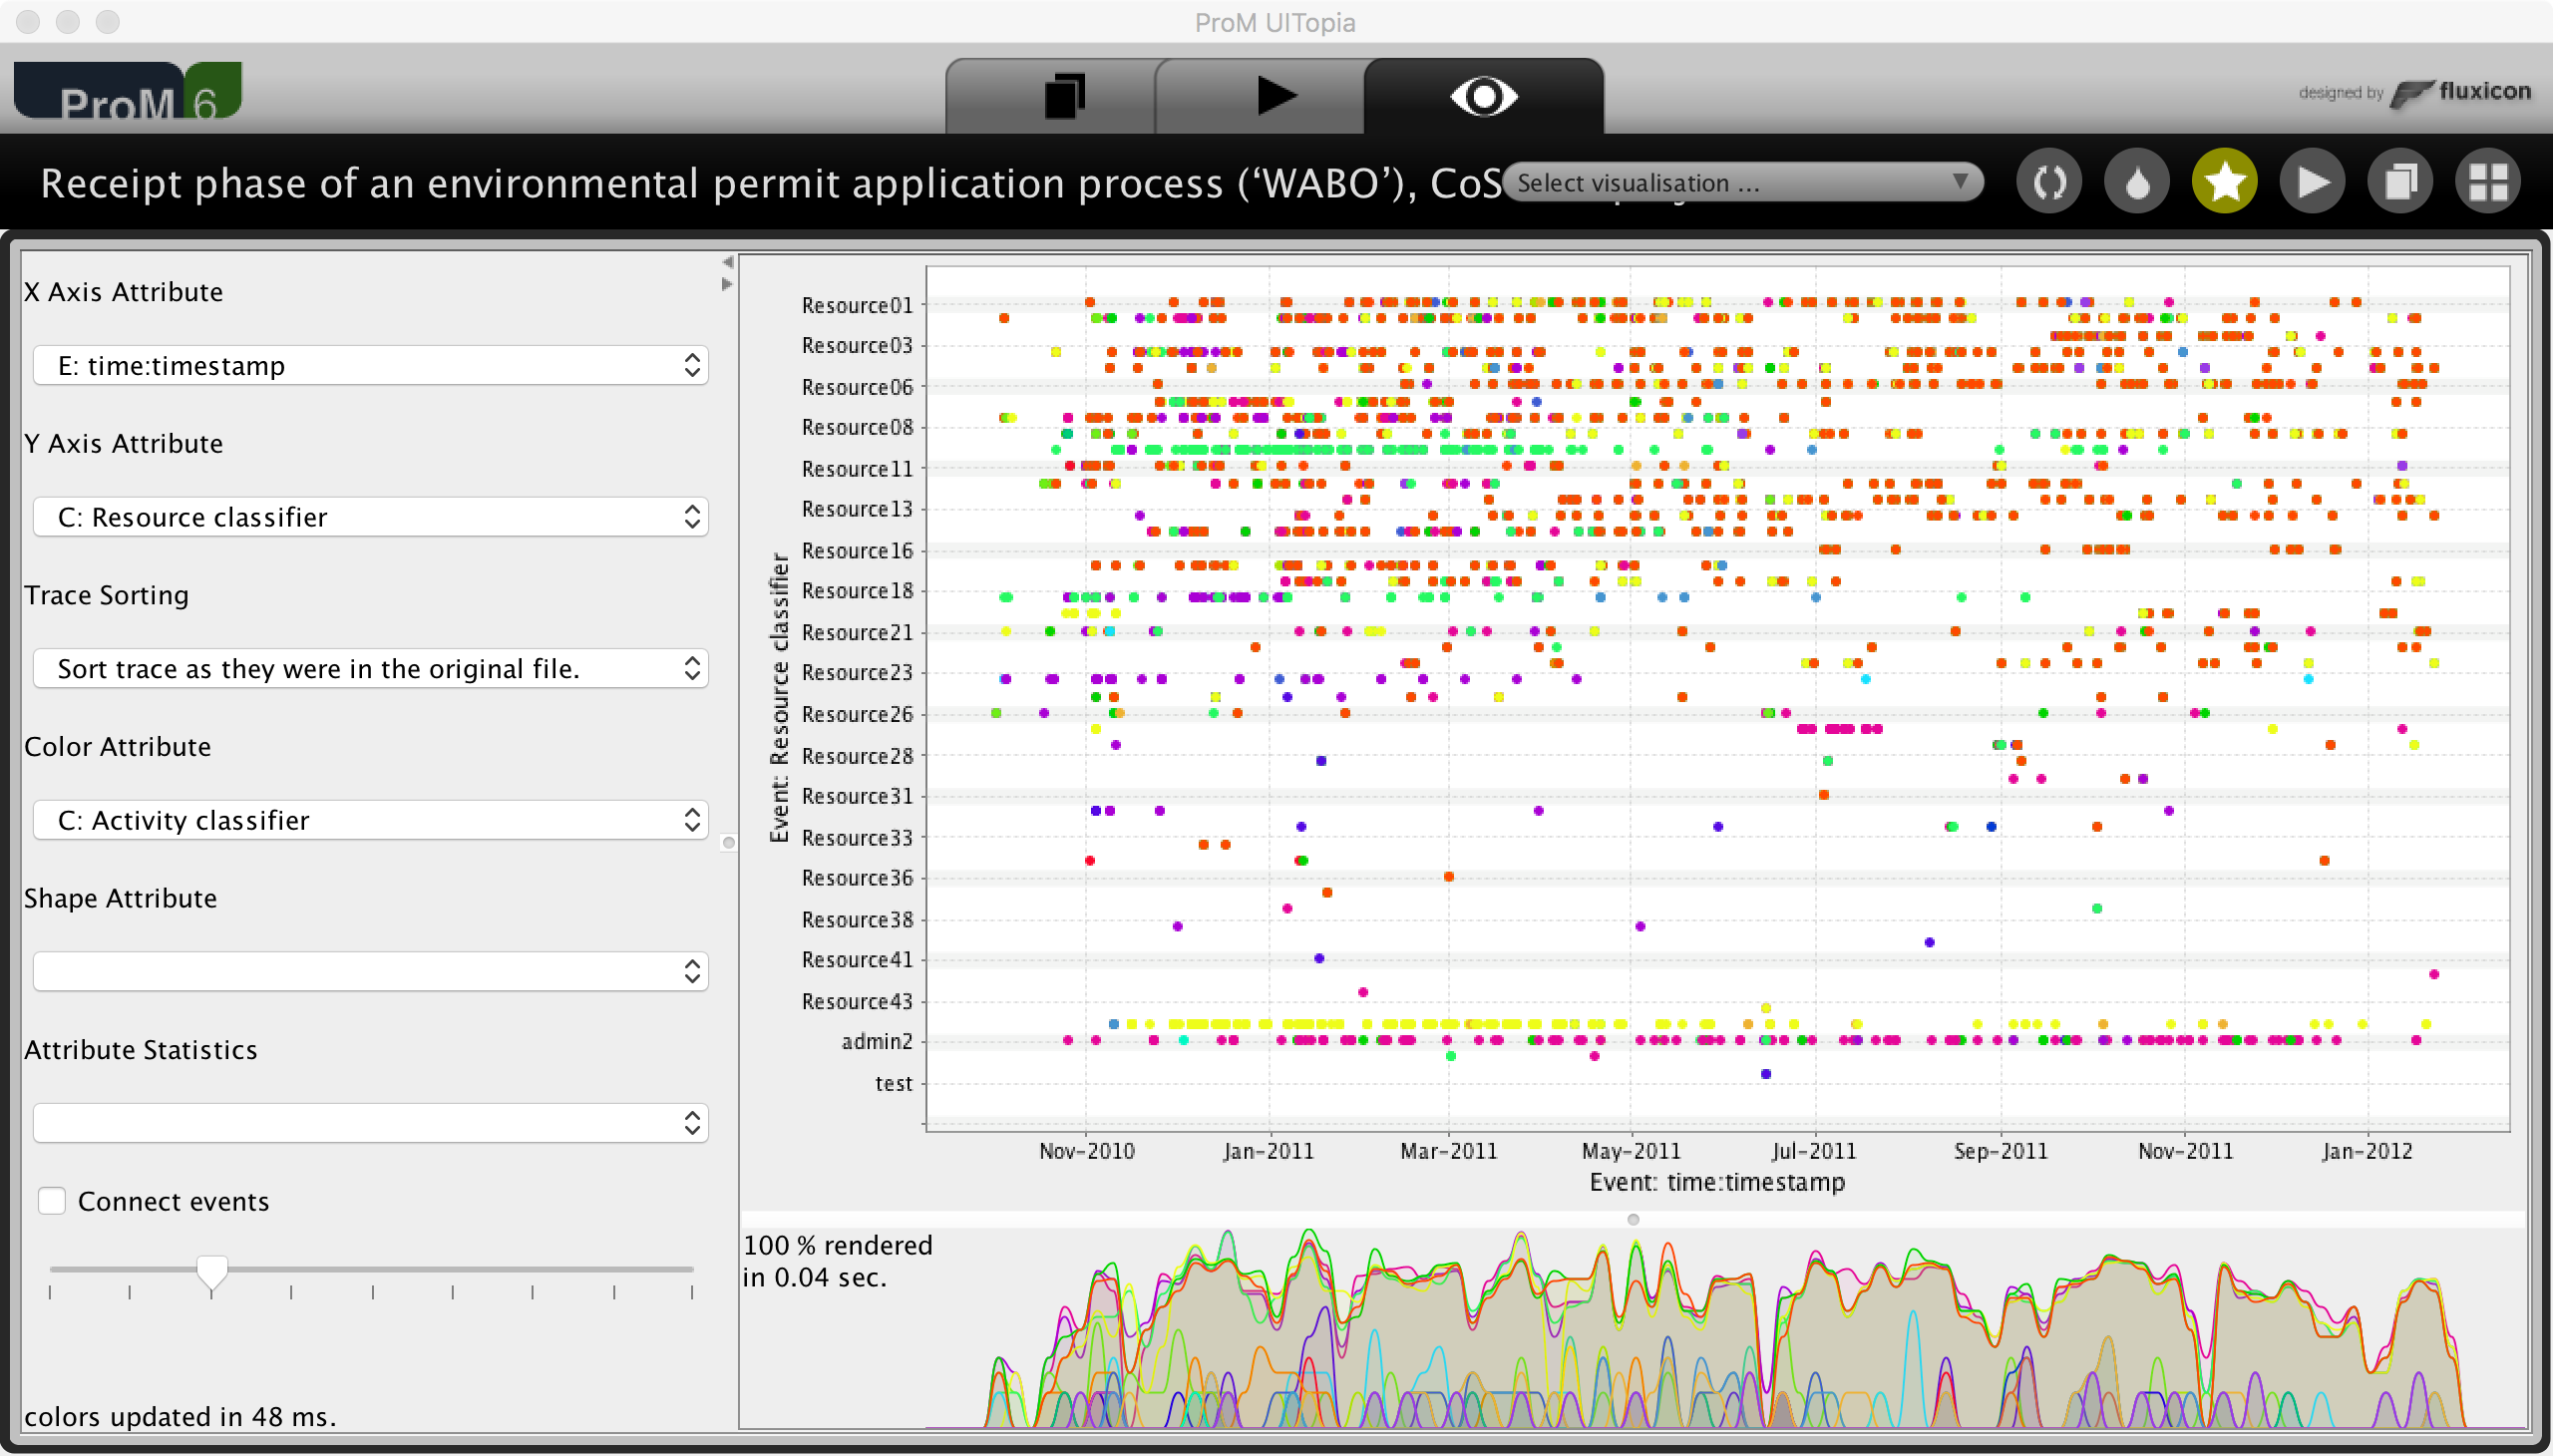 ProM UITopia
ProM 6
designed by fluxicon
Receipt phase of an environmental permit application process (‘WABO’), CoS
Select visualisation ...
X Axis Attribute
E: time:timestamp
Y Axis Attribute
C: Resource classifier
Trace Sorting
Sort trace as they were in the original file.
Color Attribute
C: Activity classifier
Shape Attribute
Attribute Statistics
Connect events
colors updated in 48 ms.
Event: Resource classifier
Resource01
Resource03
Resource06
Resource08
Resource11
Resource13
Resource16
Resource18
Resource21
Resource23
Resource26
Resource28
Resource31
Resource33
Resource36
Resource38
Resource41
Resource43
admin2
test
Nov-2010
Jan-2011
Mar-2011
May-2011
Jul-2011
Sep-2011
Nov-2011
Jan-2012
Event: time:timestamp
100 % rendered
in 0.04 sec.